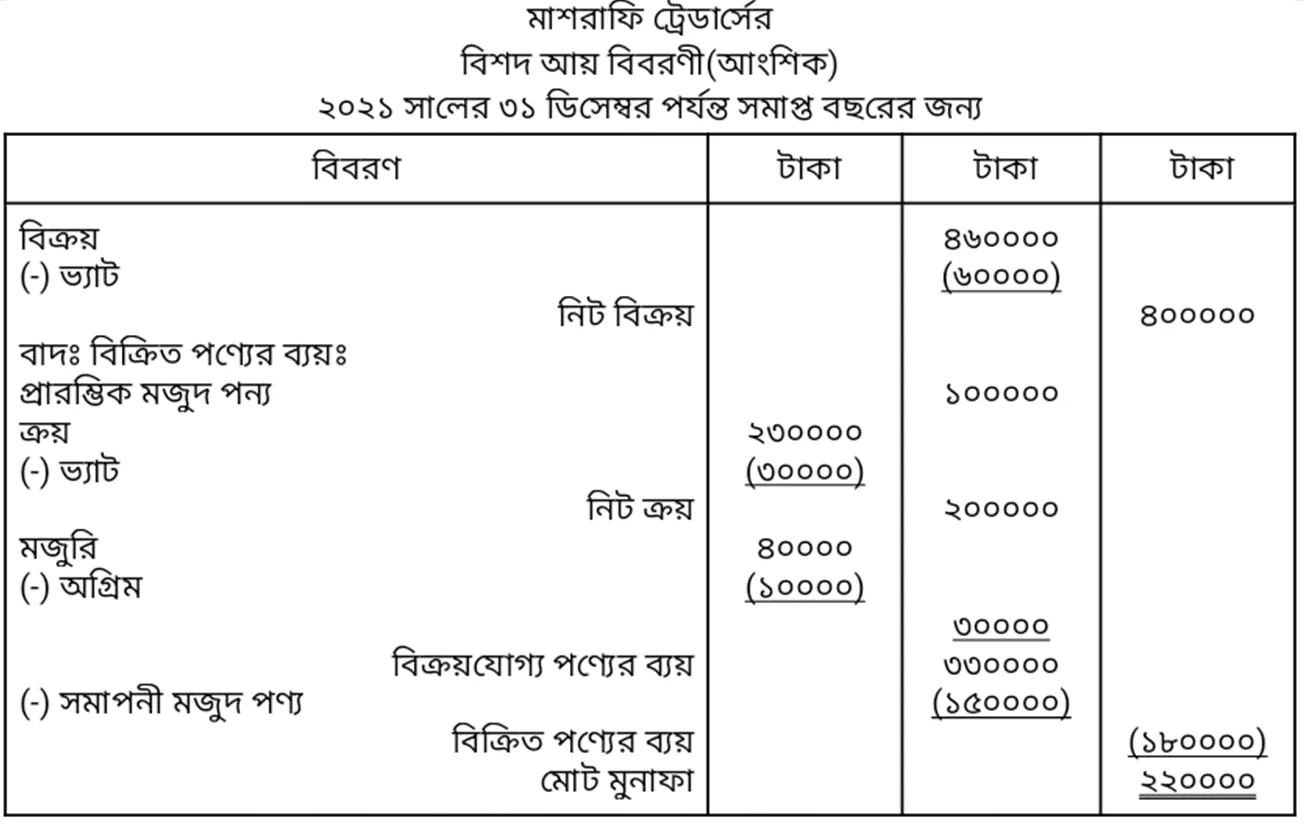 মাশরাফি ট্রেডার্সের
বিশদ আয় বিবরণী(আংশিক)
২০২১ সালের ৩১ ডিসেম্বর পর্যন্ত সমাপ্ত বছরের জন্য
বিবরণ টাকা টাকা টাকা
বিক্রয় ৪৬০০০০
(-) ভ্যাট (৬০০০০)
নিট বিক্রয় ৪০০০০০
বাদঃ বিক্রিত পণ্যের ব্যয়ঃ
প্রারম্ভিক মজুদ পন্য ১০০০০০
ক্রয় ২৩০০০০
(-) ভ্যাট (৩০০০০)
নিট ক্রয় ২০০০০০
মজুরি ৪০০০০
(-) অগ্রিম (১০০০০)
৩০০০০
বিক্রয়যোগ্য পণ্যের ব্যয় ৩৩০০০০
(-) সমাপনী মজুদ পণ্য (১৫০০০০)
বিক্রিত পণ্যের ব্যয় (১৮০০০০)
মোট মুনাফা ২২০০০০